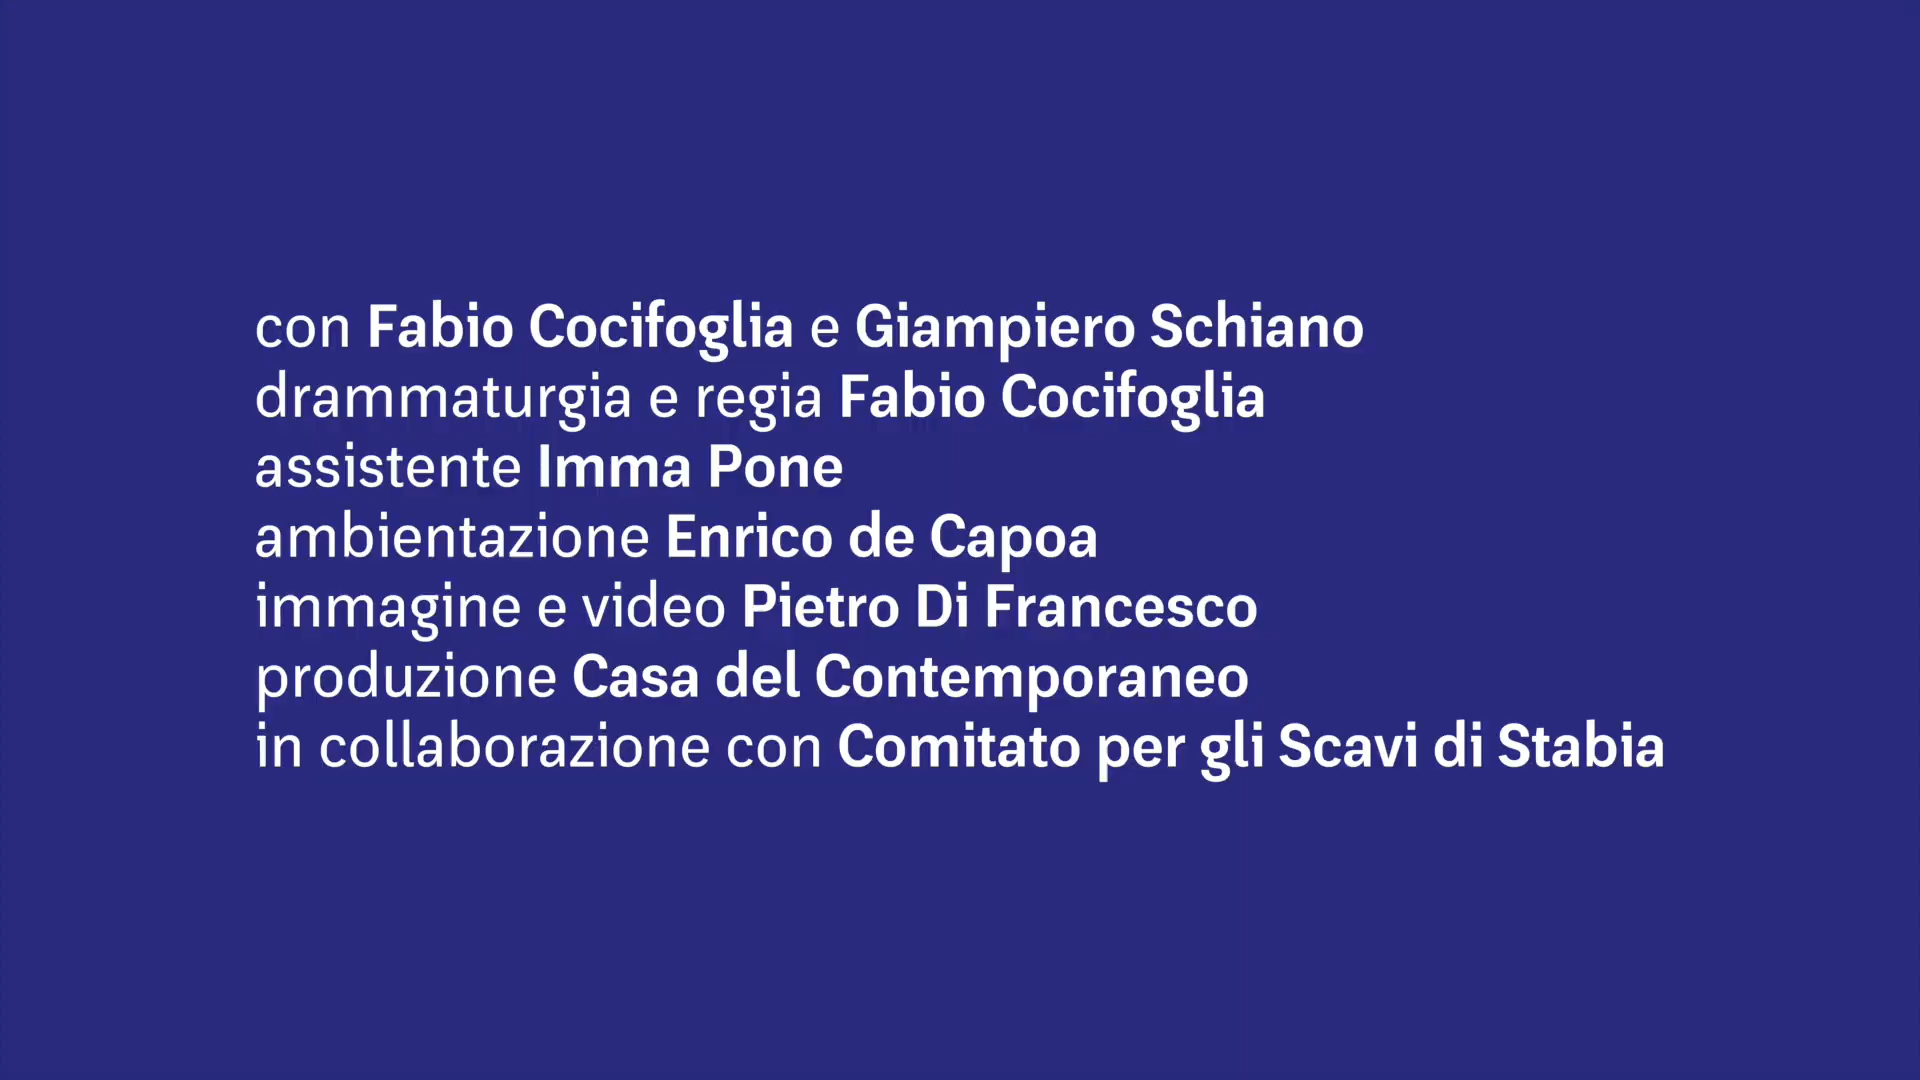 con Fabio Cocifoglia e Giampiero Schiano
drammaturgia e regia Fabio Cocifoglia
assistente Imma Pone
ambientazione Enrico de Capoa
immagine e video Pietro Di Francesco
produzione Casa del Contemporaneo
in collaborazione con Comitato per gli Scavi di Stabia